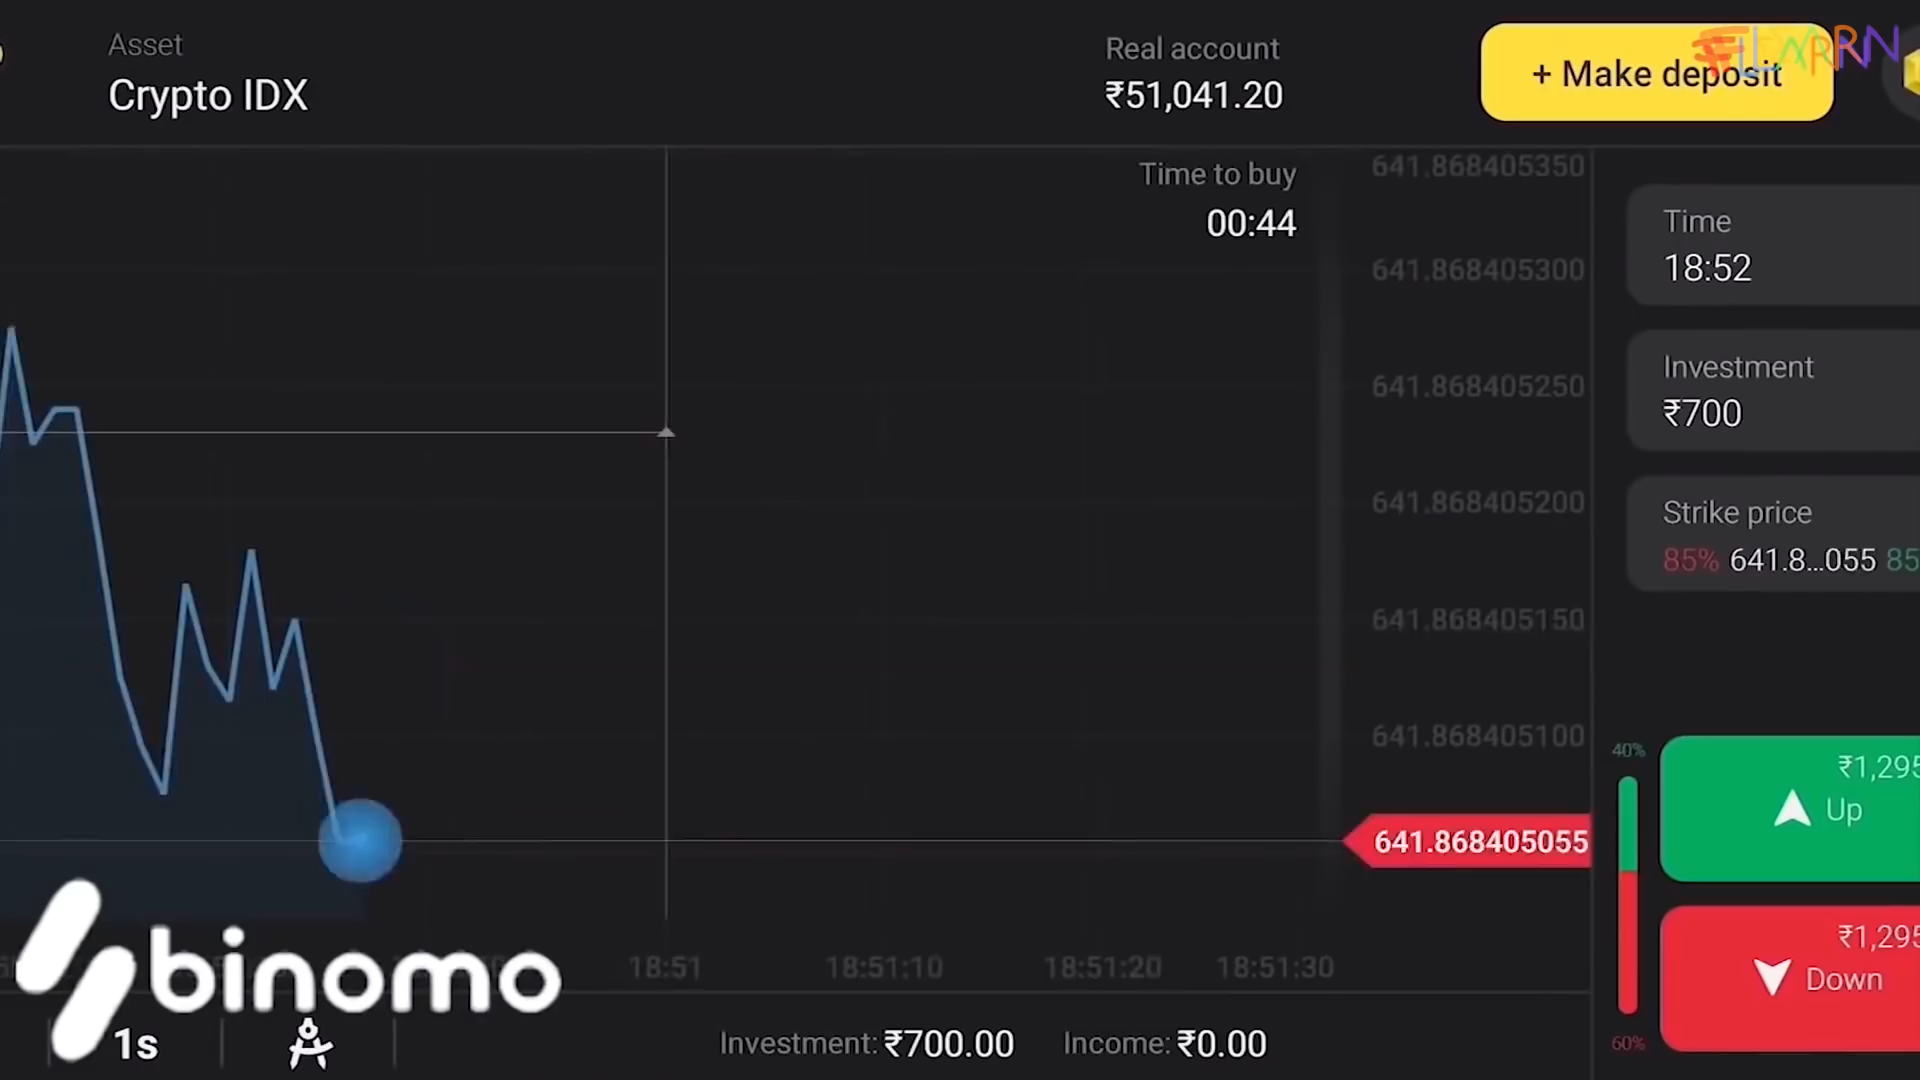 Asset
Crypto IDX
Real account
₹51,041.20
+ Make deposit
LEARRN
Time to buy
00:44
641.868405350
641.868405300
641.868405250
641.868405200
641.868405150
641.868405100
641.868405055
Time
18:52
Investment
₹700
Strike price
85% 641.8...055 85
40%
₹1,295
Up
₹1,295
Down
60%
binomo
18:51
18:51:10
18:51:20
18:51:30
1s
Investment: ₹700.00
Income: ₹0.00